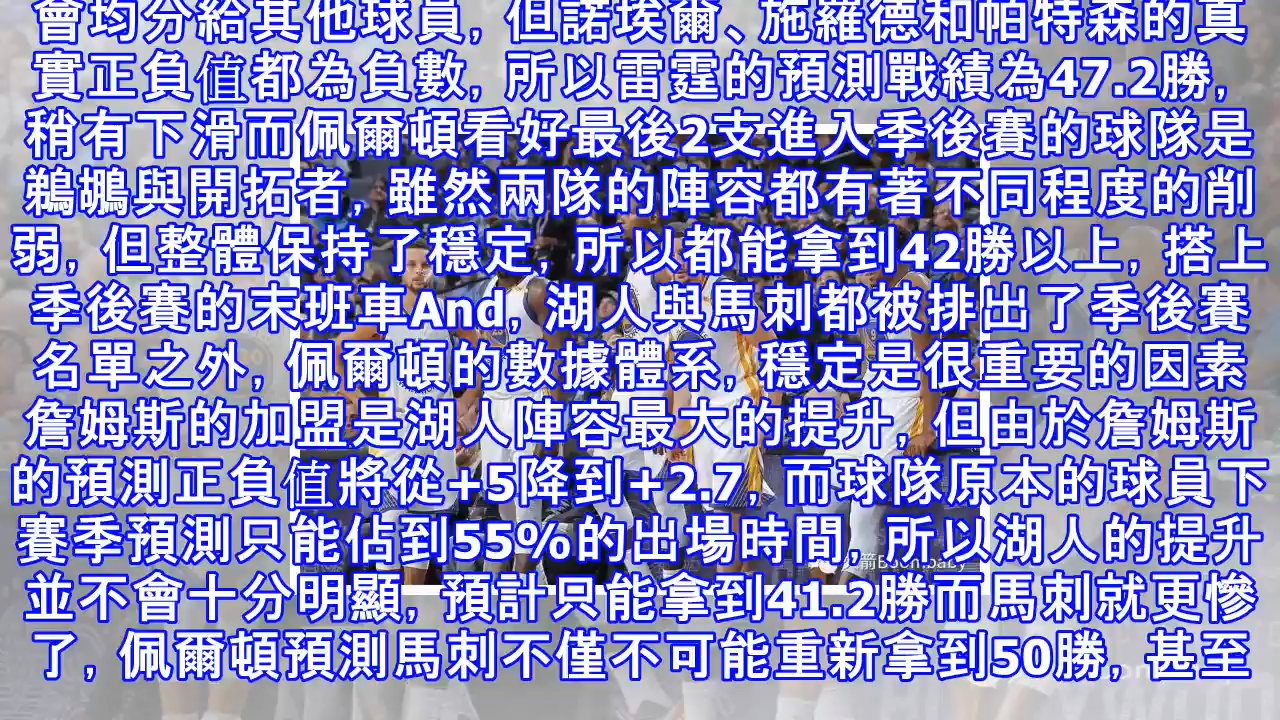 會均分給其他球員, 但諾埃爾、施羅德和帕特森的真
實正負值都為負數, 所以雷霆的預測戰績為47.2勝,
稍有下滑而佩爾頓看好最後2支進入季後賽的球隊是
鵜鶘與開拓者, 雖然兩隊的陣容都有著不同程度的削
弱, 但整體保持了穩定, 所以都能拿到42勝以上, 搭上
季後賽的末班車And, 湖人與馬刺都被排出了季後賽
名單之外, 佩爾頓的數據體系, 穩定是很重要的因素
詹姆斯的加盟是湖人陣容最大的提升, 但由於詹姆斯
的預測正負值將從+5降到+2.7, 而球隊原本的球員下
賽季預測只能佔到55%的出場時間, 所以湖人的提升
並不會十分明顯, 預計只能拿到41.2勝而馬刺就更慘
了, 佩爾頓預測馬刺不僅不可能重新拿到50勝, 甚至